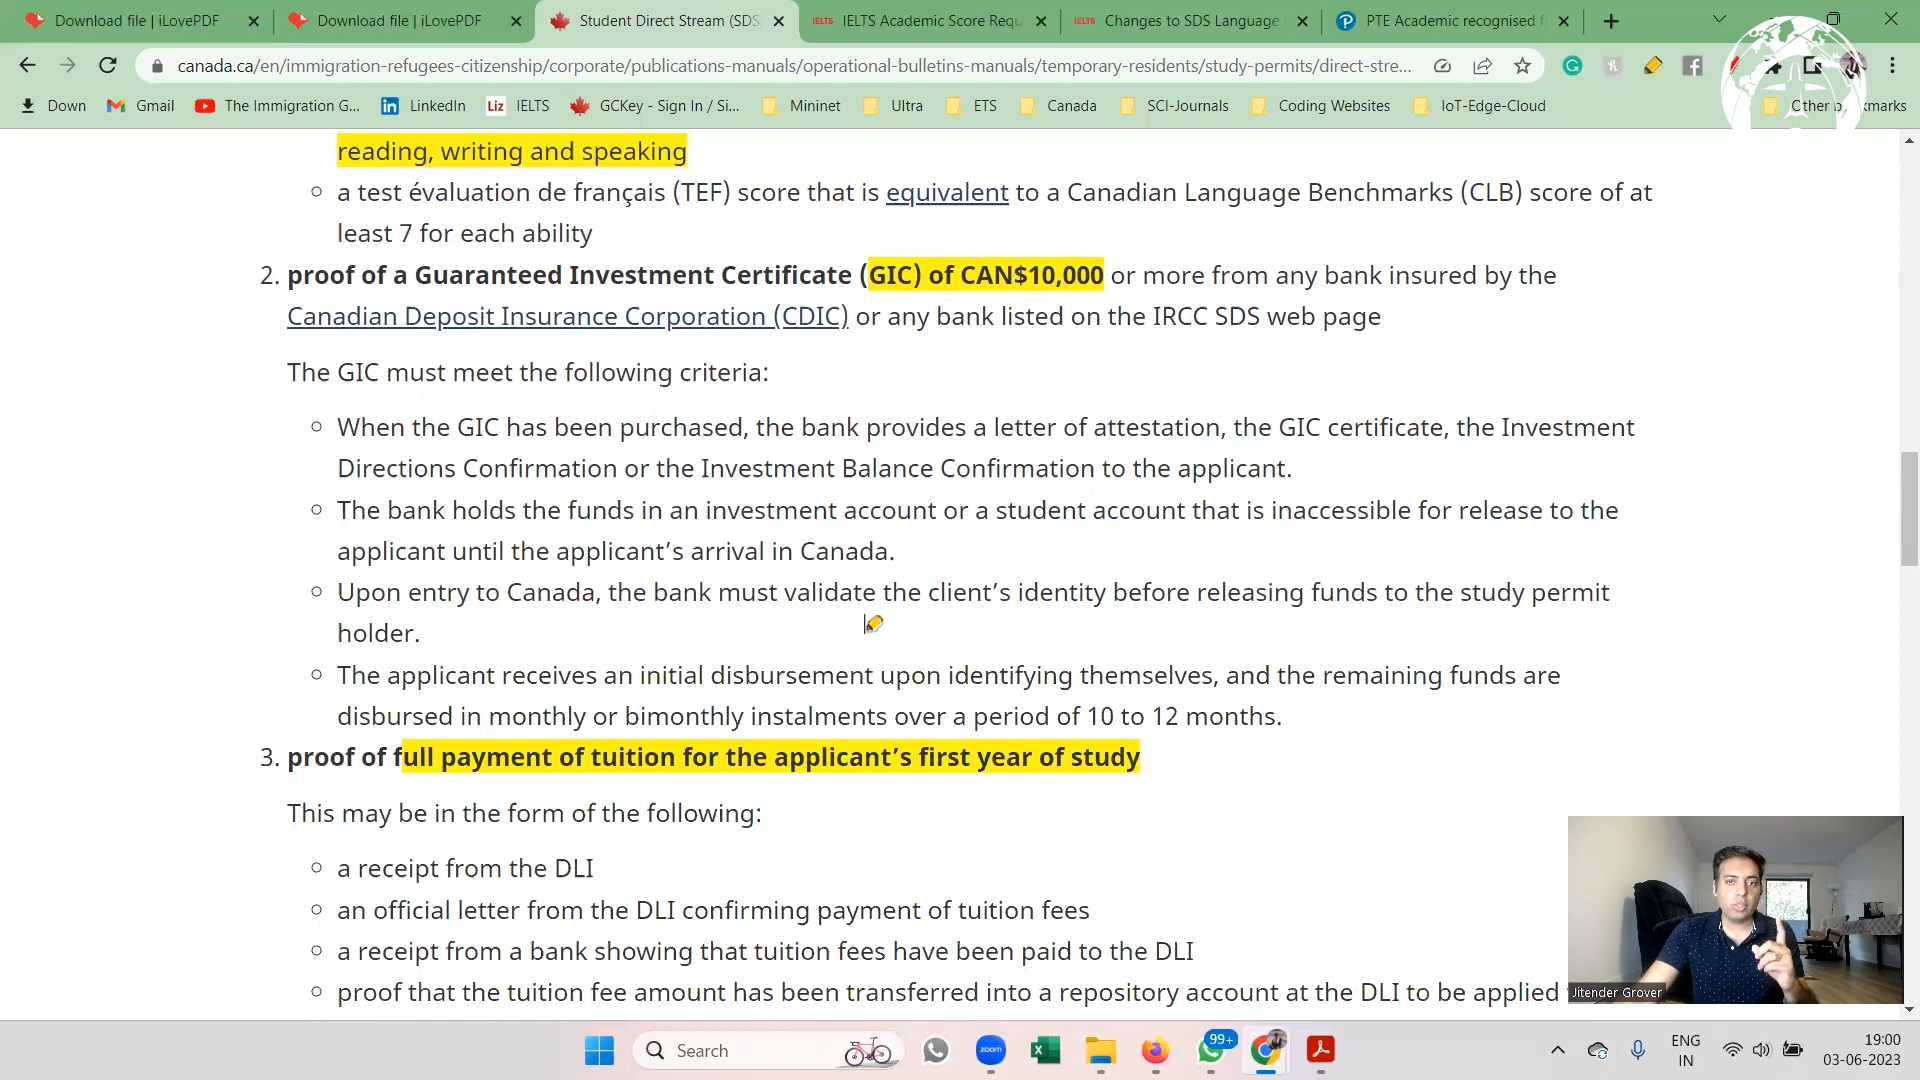 Download file | iLovePDF
Download file | iLovePDF
Student Direct Stream (SDS
IELTS
IELTS Academic Score Requ
IELTS
Changes to SDS Language
PTE Academic recognised f
canada.ca/en/immigration-refugees-citizenship/corporate/publications-manuals/operational-bulletins-manuals/temporary-residents/study-permits/direct-stre...
Down
Gmail
The Immigration G...
LinkedIn
Liz
IELTS
GCKey - Sign In / Si...
Mininet
Ultra
ETS
Canada
SCI-Journals
Coding Websites
IoT-Edge-Cloud
reading, writing and speaking
a test évaluation de français (TEF) score that is equivalent to a Canadian Language Benchmarks (CLB) score of at
least 7 for each ability
2. proof of a Guaranteed Investment Certificate (GIC) of CAN$10,000 or more from any bank insured by the
Canadian Deposit Insurance Corporation (CDIC) or any bank listed on the IRCC SDS web page
The GIC must meet the following criteria:
When the GIC has been purchased, the bank provides a letter of attestation, the GIC certificate, the Investment
Directions Confirmation or the Investment Balance Confirmation to the applicant.
The bank holds the funds in an investment account or a student account that is inaccessible for release to the
applicant until the applicant’s arrival in Canada.
Upon entry to Canada, the bank must validate the client’s identity before releasing funds to the study permit
holder.
The applicant receives an initial disbursement upon identifying themselves, and the remaining funds are
disbursed in monthly or bimonthly instalments over a period of 10 to 12 months.
3. proof of full payment of tuition for the applicant’s first year of study
This may be in the form of the following:
a receipt from the DLI
an official letter from the DLI confirming payment of tuition fees
a receipt from a bank showing that tuition fees have been paid to the DLI
proof that the tuition fee amount has been transferred into a repository account at the DLI to be applied
Jitender Grover
Search
zoom
99+
ENG
IN
19:00
03-06-2023